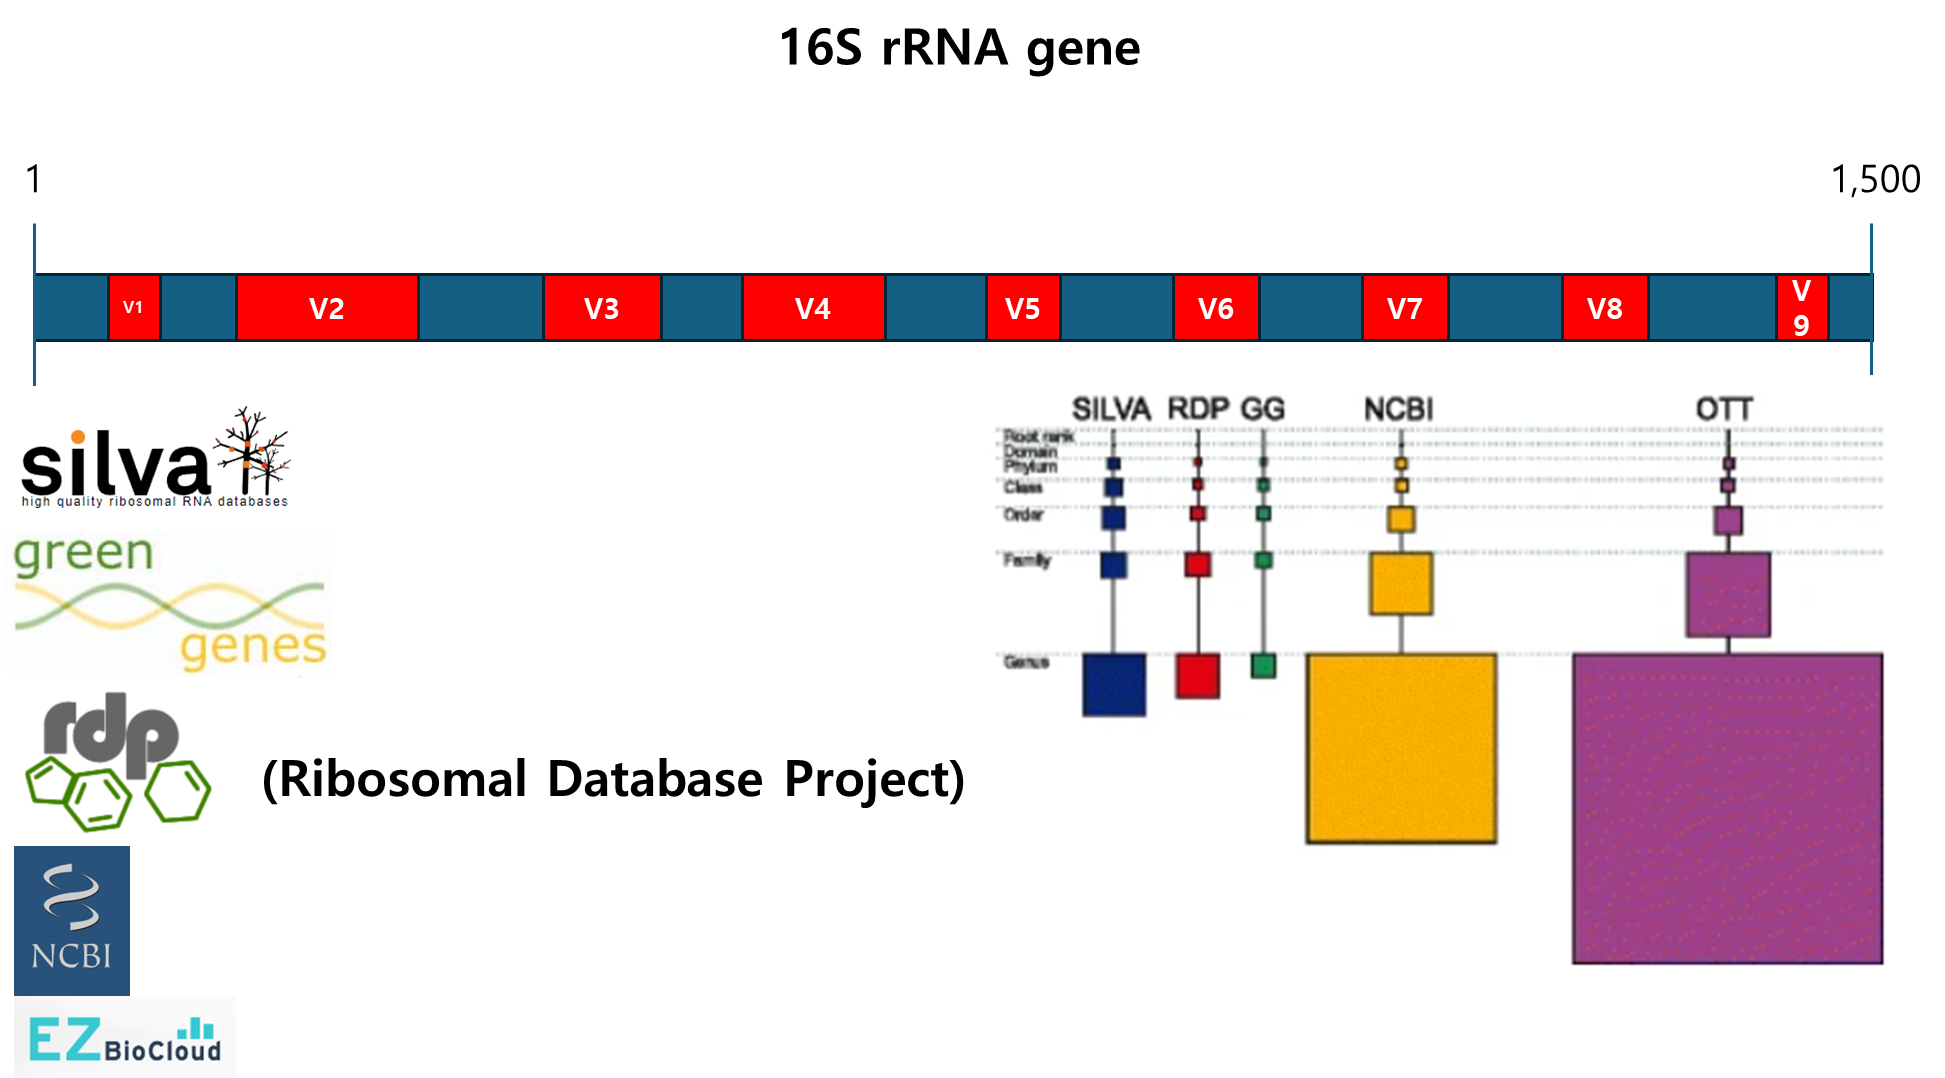 16S rRNA gene
1
1,500
V1
V2
V3
V4
V5
V6
V7
V8
V
9
silva
high quality ribosomal RNA databases
green
genes
rdp
(Ribosomal Database Project)
NCBI
EZBioCloud
SILVA RDP GG NCBI OTT
Root rank
Domain
Phylum
Class
Order
Family
Genus